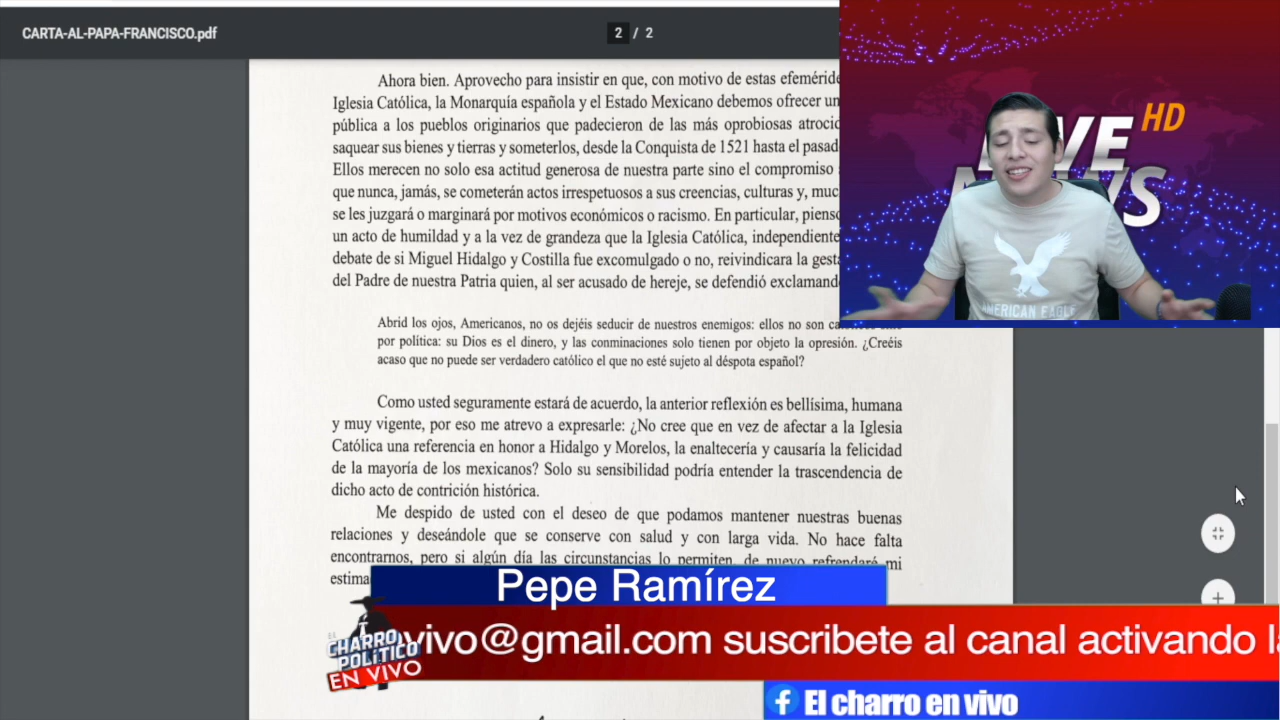 CARTA-AL-PAPA-FRANCISCO.pdf
2 / 2
Ahora bien. Aprovecho para insistir en que, con motivo de estas
Iglesia Católica, la Monarquía española y el Estado Mexicano debemos ofrecer
pública a los pueblos originarios que padecieron de las más oprobiosas
saquear sus bienes y tierras y someterlos, desde la Conquista de 1521 hasta el
Ellos merecen no solo esa actitud generosa de nuestra parte sino el compromiso
que nunca, jamás, se cometerán actos irrespetuosos a sus creencias, culturas y,
se les juzgará o marginará por motivos económicos o racismo. En particular,
un acto de humildad y a la vez de grandeza que la Iglesia Católica,
debate de si Miguel Hidalgo y Costilla fue excomulgado o no, reivindicara la
del Padre de nuestra Patria quien, al ser acusado de hereje, se defendió
Abrid los ojos, Americanos, no os dejéis seducir de nuestros enemigos: ellos no son
por política: su Dios es el dinero, y las conminaciones solo tienen por objeto la opresión. ¿Creéis
acaso que no puede ser verdadero católico el que no esté sujeto al déspota español?
Como usted seguramente estará de acuerdo, la anterior reflexión es bellísima, humana
y muy vigente, por eso me atrevo a expresarle: ¿No cree que en vez de afectar a la Iglesia
Católica una referencia en honor a Hidalgo y Morelos, la enaltecería y causaría la felicidad
de la mayoría de los mexicanos? Solo su sensibilidad podría entender la trascendencia de
dicho acto de contrición histórica.
Me despido de usted con el deseo de que podamos mantener nuestras buenas
relaciones y deseándole que se conserve con salud y con larga vida. No hace falta
encontrarnos, pero si algún día las circunstancias lo permiten, de nuevo refrendaré mi
HD
NEWS
AMERICAN EAGLE
Pepe Ramírez
vivo@gmail.com suscribete al canal activando
CHARRO
POLÍTICO
EN VIVO
El charro en vivo